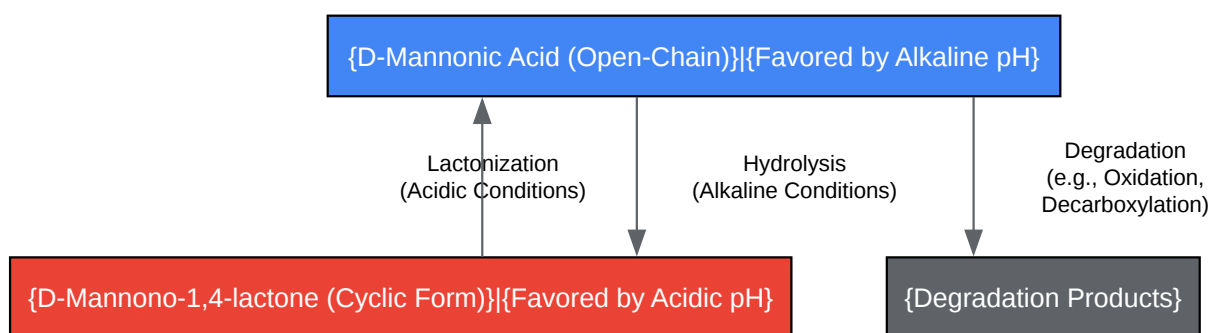 {D-Mannonic Acid (Open-Chain)}|{Favored by Alkaline pH}
Lactonization
(Acidic Conditions)
Hydrolysis
(Alkaline Conditions)
Degradation
(e.g., Oxidation,
Decarboxylation)
{D-Mannono-1,4-lactone (Cyclic Form)}|{Favored by Acidic pH}
{Degradation Products}